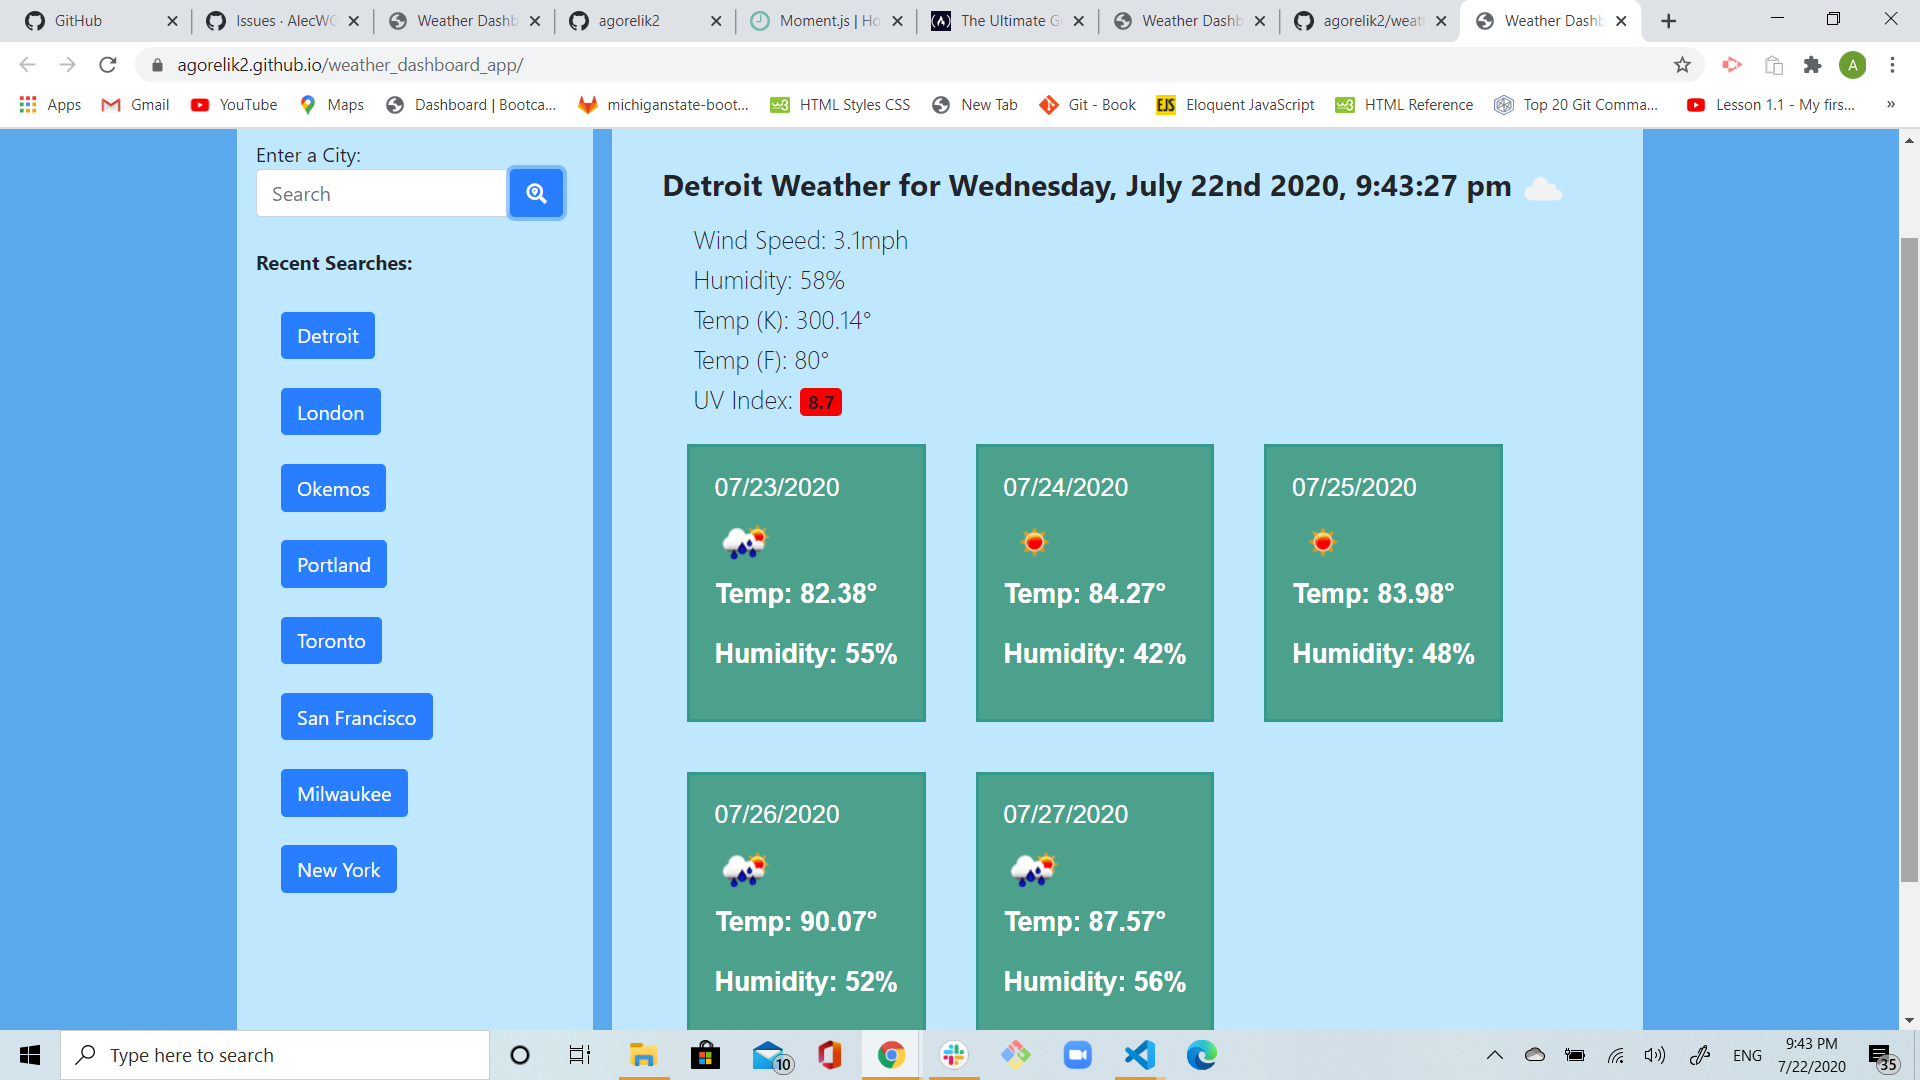 GitHub
Issues · AlecWG
Weather Dashb
agorelik2
Moment.js | Ho
The Ultimate G
Weather Dashb
agorelik2/weat
Weather Dashb
agorelik2.github.io/weather_dashboard_app/
A
Apps
Gmail
YouTube
Maps
Dashboard | Bootca...
michiganstate-boot...
HTML Styles CSS
New Tab
Git - Book
EJS
Eloquent JavaScript
HTML Reference
Top 20 Git Comma...
Lesson 1.1 - My firs...
»
Enter a City:
Search
Recent Searches:
Detroit
London
Okemos
Portland
Toronto
San Francisco
Milwaukee
New York
Detroit Weather for Wednesday, July 22nd 2020, 9:43:27 pm
Wind Speed: 3.1mph
Humidity: 58%
Temp (K): 300.14°
Temp (F): 80°
UV Index: 8.7
07/23/2020
Temp: 82.38°
Humidity: 55%
07/24/2020
Temp: 84.27°
Humidity: 42%
07/25/2020
Temp: 83.98°
Humidity: 48%
07/26/2020
Temp: 90.07°
Humidity: 52%
07/27/2020
Temp: 87.57°
Humidity: 56%
Type here to search
10
ENG
9:43 PM
7/22/2020
35